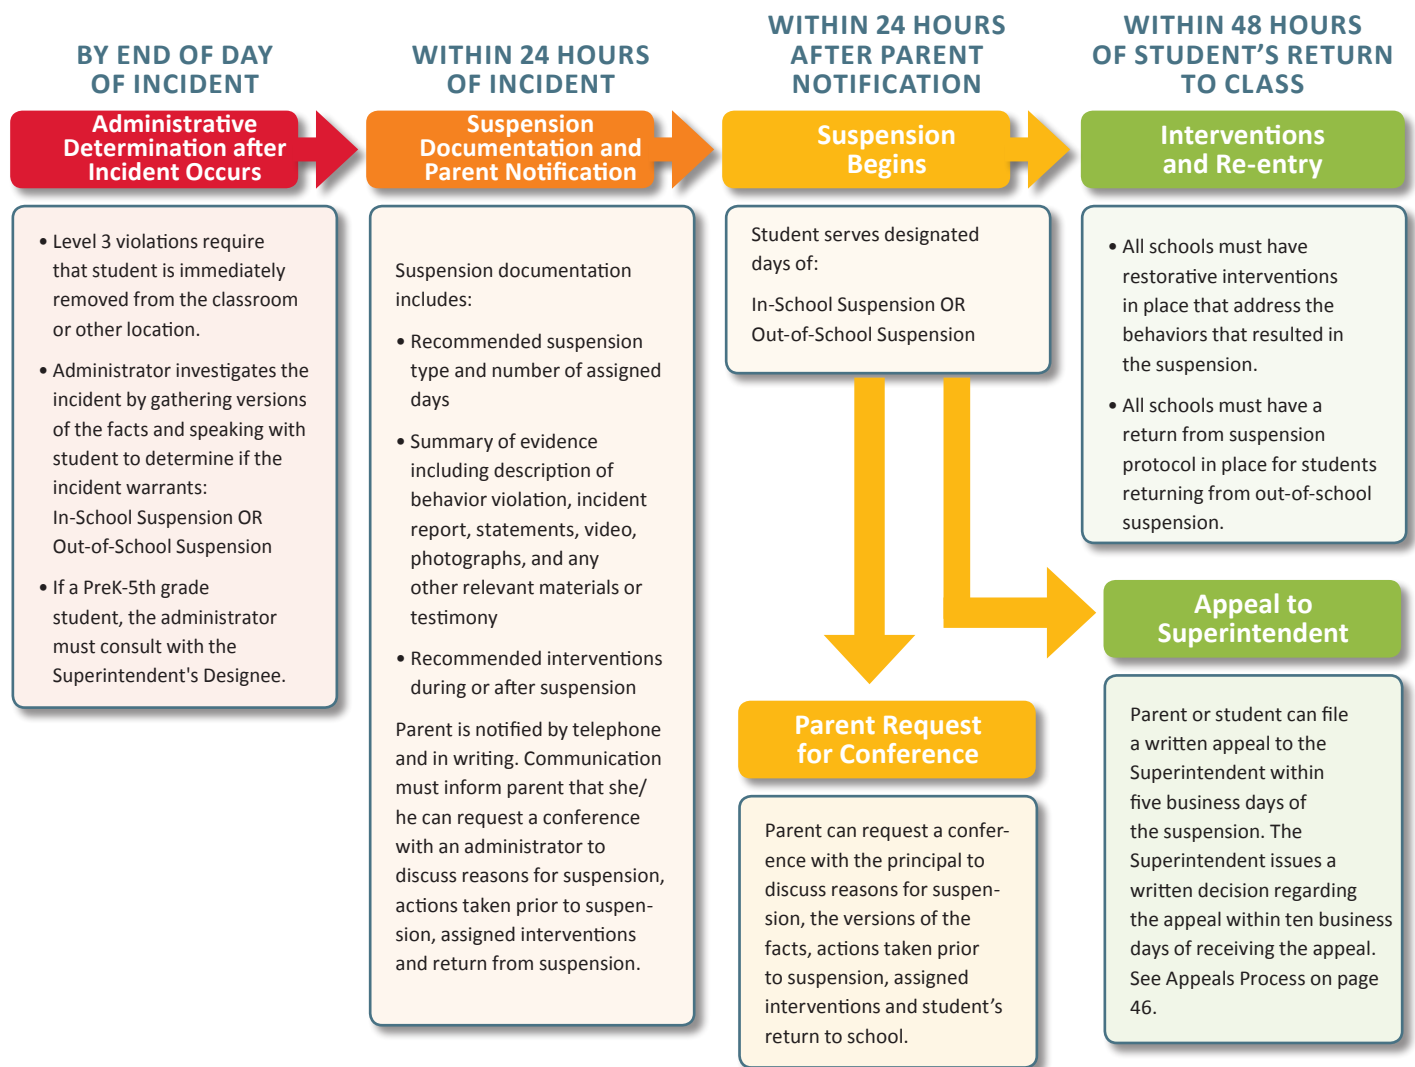 BY END OF DAY
OF INCIDENT
Administrative
Determination after
Incident Occurs
• Level 3 violations require
that student is immediately
removed from the classroom
or other location.
• Administrator investigates the
incident by gathering versions
of the facts and speaking with
student to determine if the
incident warrants:
In-School Suspension OR
Out-of-School Suspension
• If a PreK-5th grade
student, the administrator
must consult with the
Superintendent's Designee.
WITHIN 24 HOURS
OF INCIDENT
Suspension
Documentation and
Parent Notification
Suspension documentation
includes:
• Recommended suspension
type and number of assigned
days
• Summary of evidence
including description of
behavior violation, incident
report, statements, video,
photographs, and any
other relevant materials or
testimony
• Recommended interventions
during or after suspension
Parent is notified by telephone
and in writing. Communication
must inform parent that she/
he can request a conference
with an administrator to
discuss reasons for suspension,
actions taken prior to suspen-
sion, assigned interventions
and return from suspension.
WITHIN 24 HOURS
AFTER PARENT
NOTIFICATION
Suspension
Begins
Student serves designated
days of:
In-School Suspension OR
Out-of-School Suspension
Parent Request
for Conference
Parent can request a confer-
ence with the principal to
discuss reasons for suspen-
sion, the versions of the
facts, actions taken prior
to suspension, assigned
interventions and student’s
return to school.
WITHIN 48 HOURS
OF STUDENT’S RETURN
TO CLASS
Interventions
and Re-entry
• All schools must have
restorative interventions
in place that address the
behaviors that resulted in
the suspension.
• All schools must have a
return from suspension
protocol in place for students
returning from out-of-school
suspension.
Appeal to
Superintendent
Parent or student can file
a written appeal to the
Superintendent within
five business days of
the suspension. The
Superintendent issues a
written decision regarding
the appeal within ten business
days of receiving the appeal.
See Appeals Process on page
46.